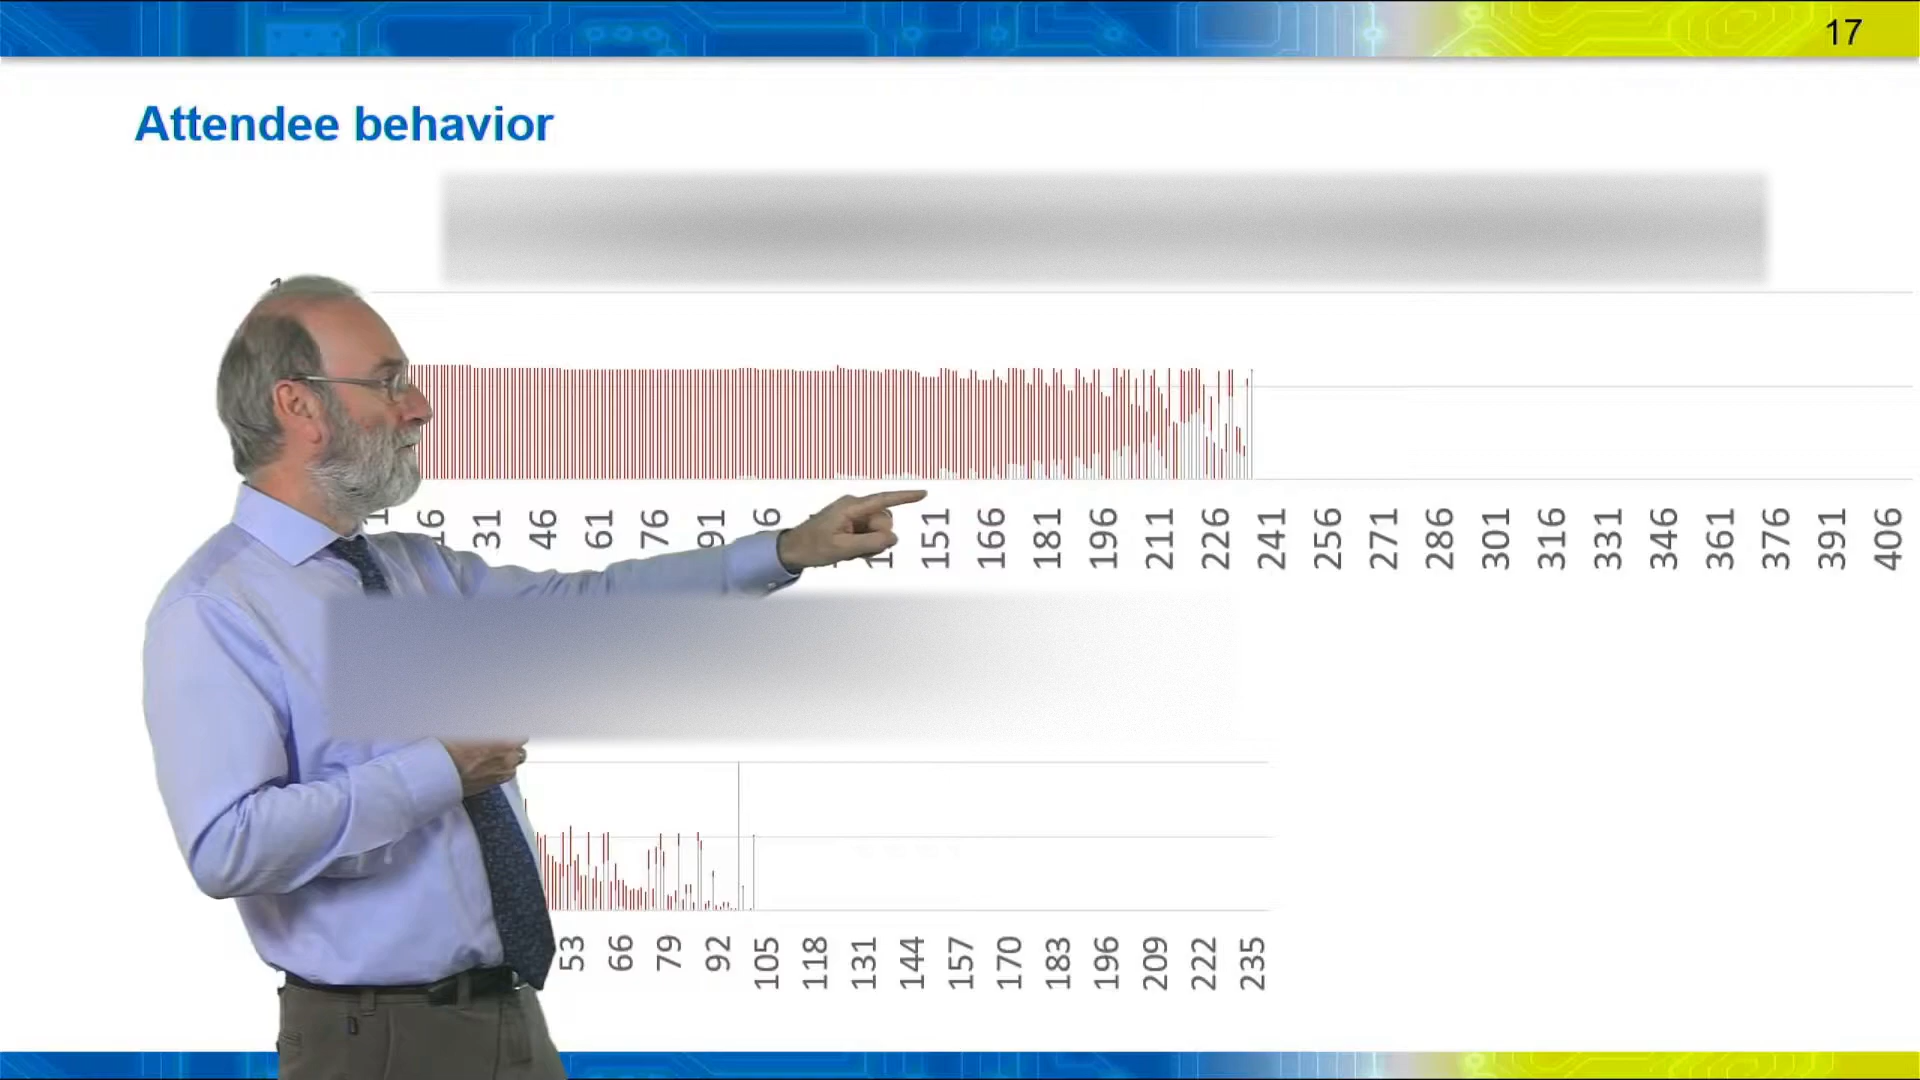 17
Attendee behavior
31 46 61 76 91 151 166 181 196 211 226 241 256 271 286 301 316 331 346 361 376 391 406
53 66 79 92 105 118 131 144 157 170 183 196 209 222 235